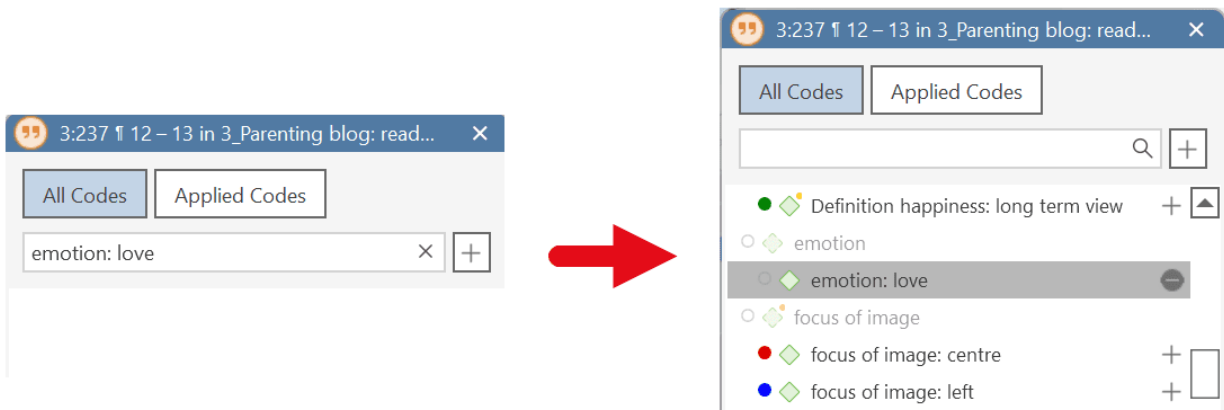 3:237 ¶ 12 – 13 in 3_Parenting blog: read...
All Codes Applied Codes
emotion: love
3:237 ¶ 12 – 13 in 3_Parenting blog: read...
All Codes Applied Codes
Definition happiness: long term view
emotion
emotion: love
focus of image
focus of image: centre
focus of image: left